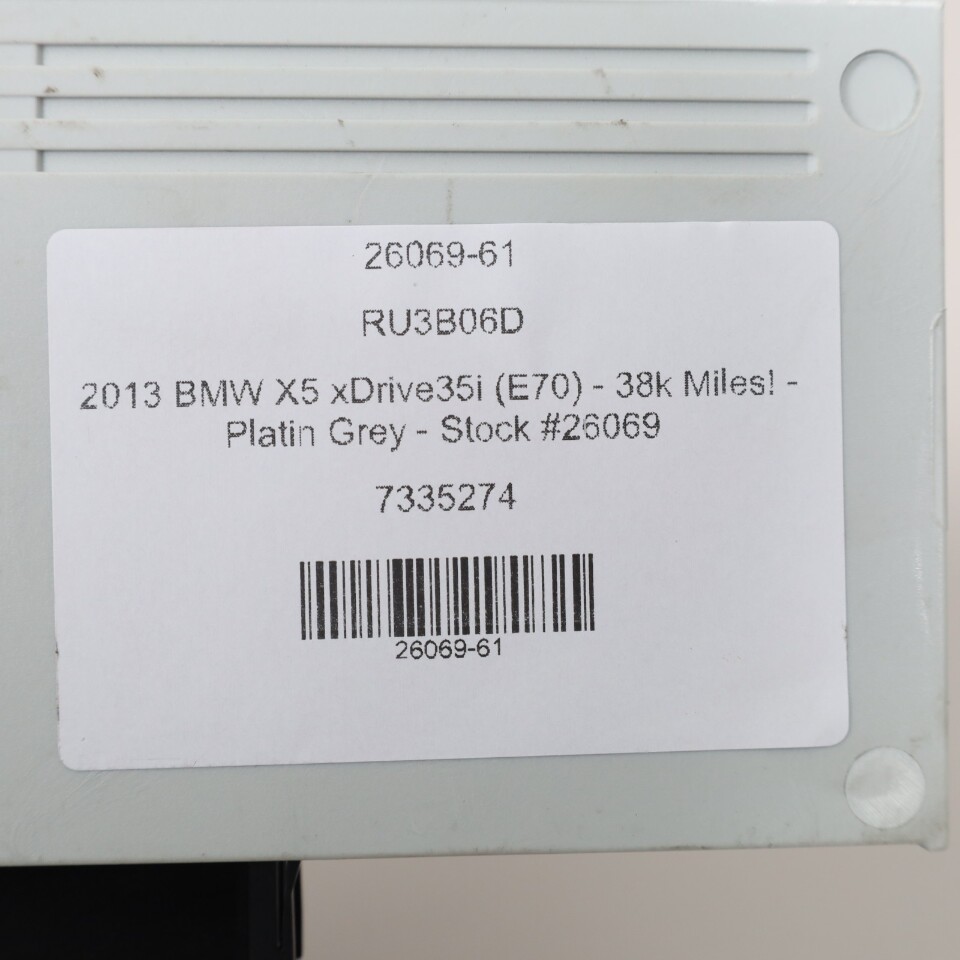 26069-61
RU3B06D
2013 BMW X5 xDrive35i (E70) - 38k Miles! -
Platin Grey - Stock #26069
7335274
26069-61